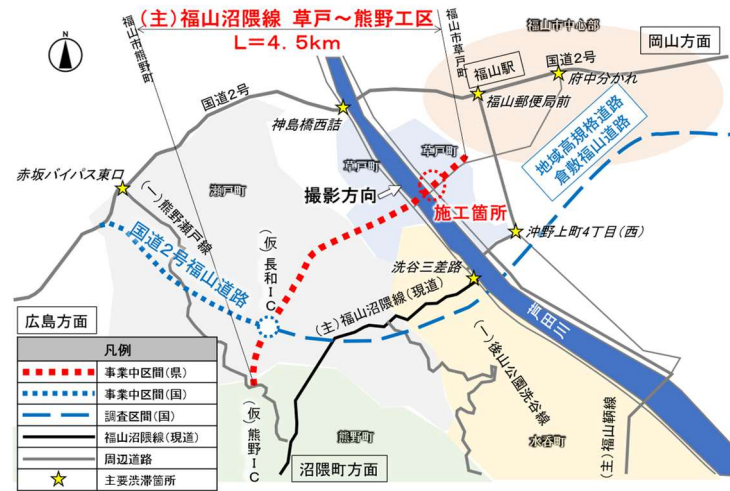 (主)福山沼隈線 草戸～熊野工区
L=4.5km
福山市熊野町
福山市草戸町
福山市中心部
岡山方面
福山駅
国道2号
府中分かれ
福山郵便局前
国道2号
神島橋西詰
地域高規格道路
倉敷福山道路
草戸町
草戸町
赤坂バイパス東口
瀬戸町
撮影方向
施工箇所
(一)熊野瀬戸線
国道2号福山道路
(仮)長和IC
沖野上町4丁目(西)
洗谷三差路
(主)福山沼隈線(現道)
芦田川
広島方面
(一)後山公園洗谷線
(主)福山鞆線
(仮)熊野IC
熊野町
水呑町
沼隈町方面
凡例
事業中区間(県)
事業中区間(国)
調査区間(国)
福山沼隈線(現道)
周辺道路
主要渋滞箇所